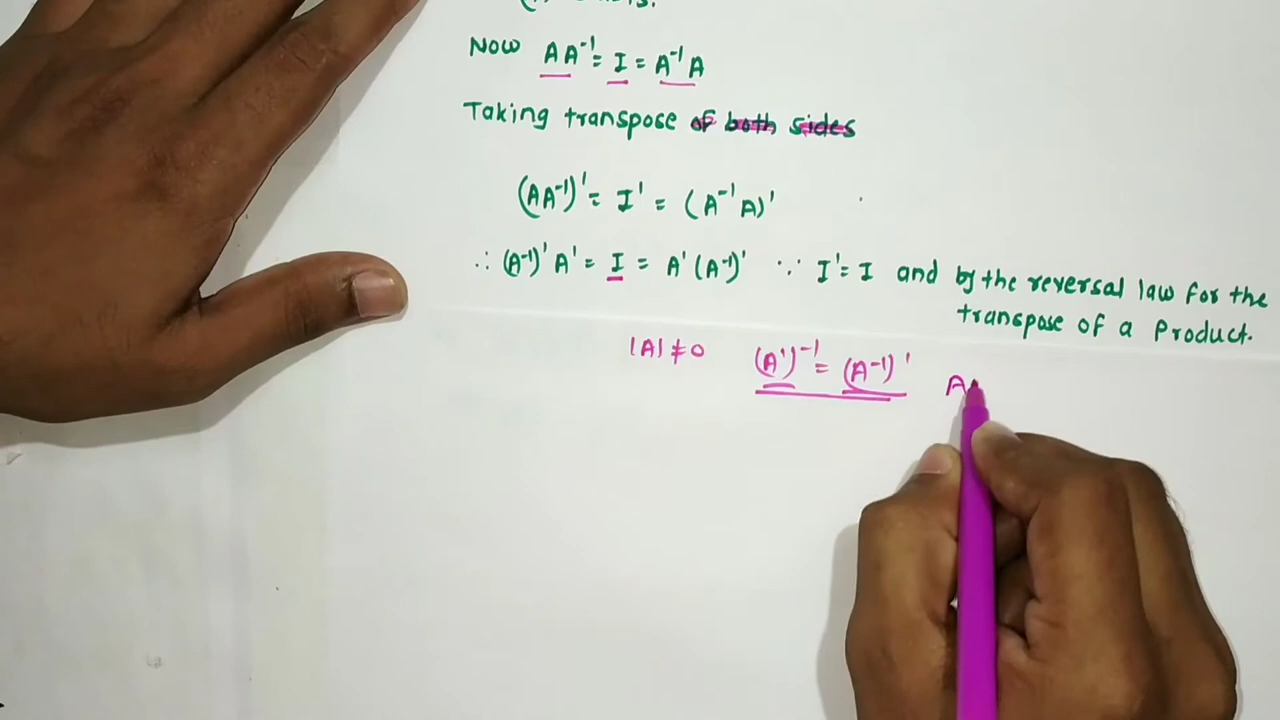 Now AA⁻¹ = I = A⁻¹A
Taking transpose of both sides
(AA⁻¹)' = I' = (A⁻¹A)'
∴ (A⁻¹)' A' = I = A' (A⁻¹)' ∵ I' = I and by the reversal law for the
transpose of a Product.
|A| ≠ 0 (A')⁻¹ = (A⁻¹)' A